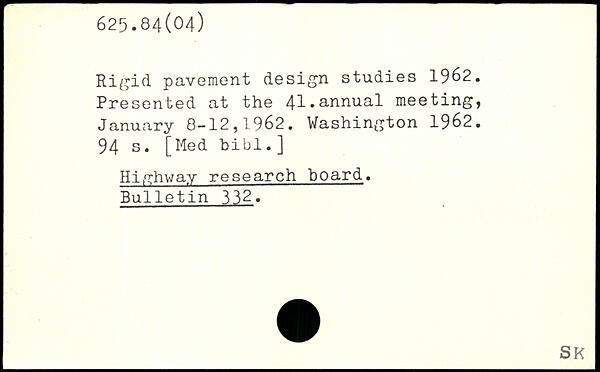 625.84(04)
Rigid pavement design studies 1962.
Presented at the 41.annual meeting,
January 8-12,1962. Washington 1962.
94 s. [Med bibl.]
Highway research board.
Bulletin 332.
SK